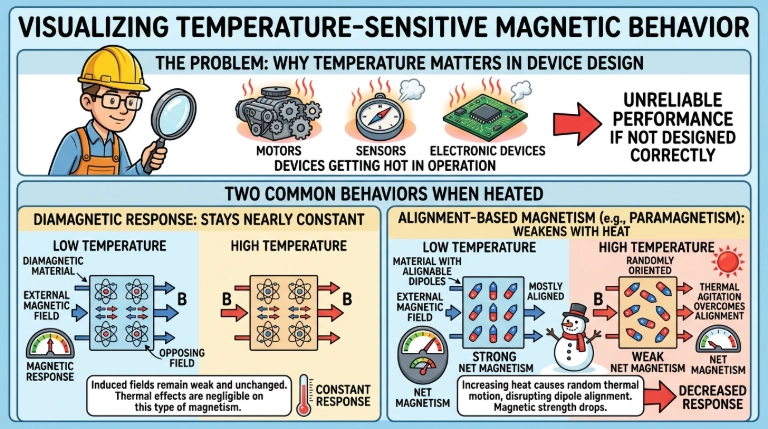 VISUALIZING TEMPERATURE-SENSITIVE MAGNETIC BEHAVIOR
THE PROBLEM: WHY TEMPERATURE MATTERS IN DEVICE DESIGN
MOTORS
SENSORS
ELECTRONIC DEVICES
DEVICES GETTING HOT IN OPERATION
UNRELIABLE
PERFORMANCE
IF NOT DESIGNED
CORRECTLY
TWO COMMON BEHAVIORS WHEN HEATED
DIAMAGNETIC RESPONSE: STAYS NEARLY CONSTANT
LOW TEMPERATURE
DIAMAGNETIC
MATERIAL
EXTERNAL
MAGNETIC
FIELD
B
MAGNETIC
RESPONSE
OPPOSING
FIELD
HIGH TEMPERATURE
B
B
Induced fields remain weak and unchanged.
Thermal effects are negligible on
this type of magnetism.
CONSTANT
RESPONSE
ALIGNMENT-BASED MAGNETISM (e.g., PARAMAGNETISM):
WEAKENS WITH HEAT
LOW TEMPERATURE
MATERIAL WITH
ALIGNABLE
DIPOLES
EXTERNAL
MAGNETIC
FIELD
MOSTLY
ALIGNED
STRONG
NET MAGNETISM
NET
MAGNETISM
HIGH TEMPERATURE
RANDOMLY
ORIENTED
B
THERMAL
AGITATION
OVERCOMES
ALIGNMENT
WEAK
NET MAGNETISM
NET
MAGNETISM
Increasing heat causes random thermal
motion, disrupting dipole alignment.
Magnetic strength drops.
DECREASED
RESPONSE